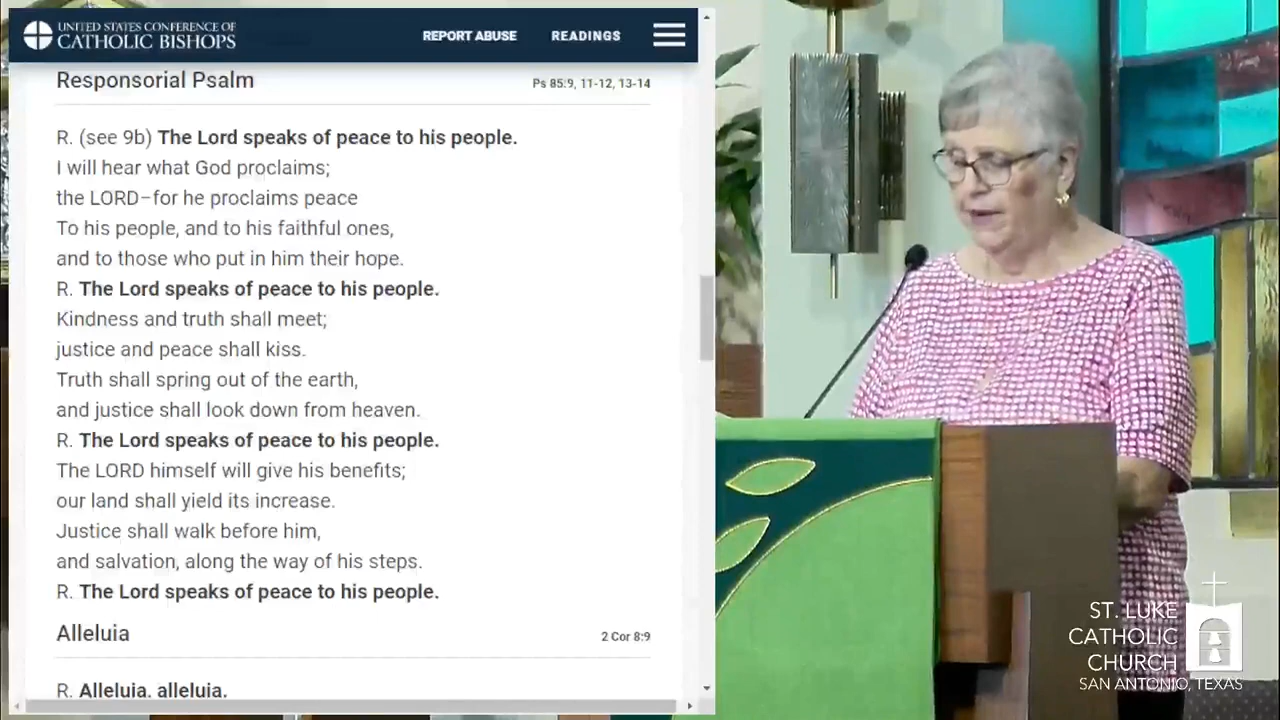 UNITED STATES CONFERENCE OF
CATHOLIC BISHOPS
REPORT ABUSE
READINGS
Responsorial Psalm
Ps 85:9, 11-12, 13-14
R. (see 9b) The Lord speaks of peace to his people.
I will hear what God proclaims;
the LORD–for he proclaims peace
To his people, and to his faithful ones,
and to those who put in him their hope.
R. The Lord speaks of peace to his people.
Kindness and truth shall meet;
justice and peace shall kiss.
Truth shall spring out of the earth,
and justice shall look down from heaven.
R. The Lord speaks of peace to his people.
The LORD himself will give his benefits;
our land shall yield its increase.
Justice shall walk before him,
and salvation, along the way of his steps.
R. The Lord speaks of peace to his people.
Alleluia
2 Cor 8:9
R. Alleluia, alleluia.
ST. LUKE
CATHOLIC
CHURCH
SAN ANTONIO, TEXAS